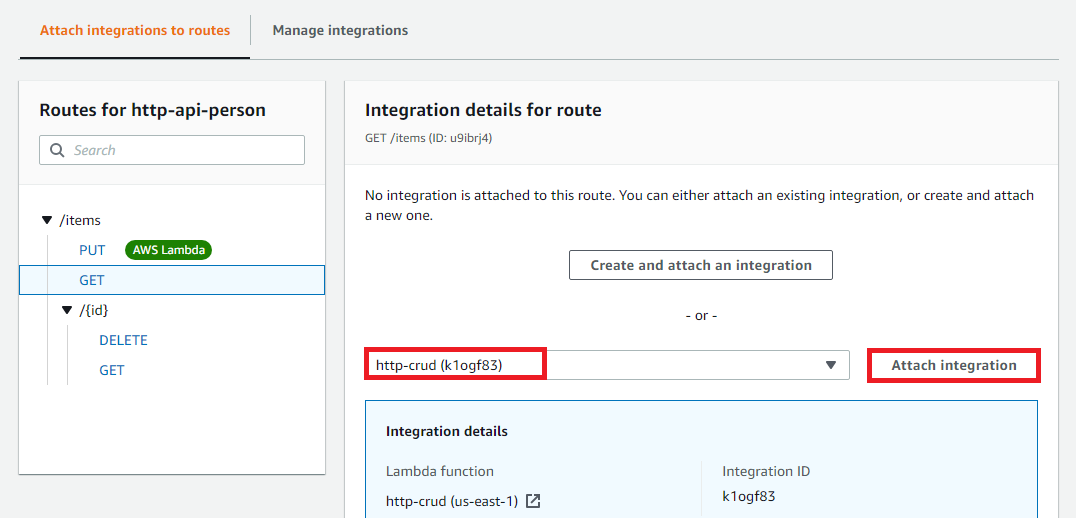 Attach integrations to routes
Manage integrations
Routes for http-api-person
Search
/items
PUT AWS Lambda
GET
/{id}
DELETE
GET
Integration details for route
GET /items (ID: u9ibrj4)
No integration is attached to this route. You can either attach an existing integration, or create and attach
a new one.
Create and attach an integration
- or -
http-crud (k1ogf83)
Attach integration
Integration details
Lambda function
http-crud (us-east-1)
Integration ID
k1ogf83